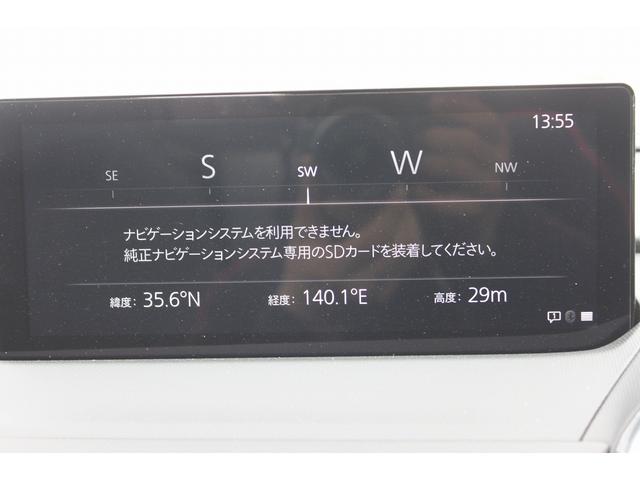 13:55
SE S SW W NW
ナビゲーションシステムを利用できません。
純正ナビゲーションシステム専用のSDカードを装着してください。
緯度: 35.6°N 経度: 140.1°E 高度: 29m